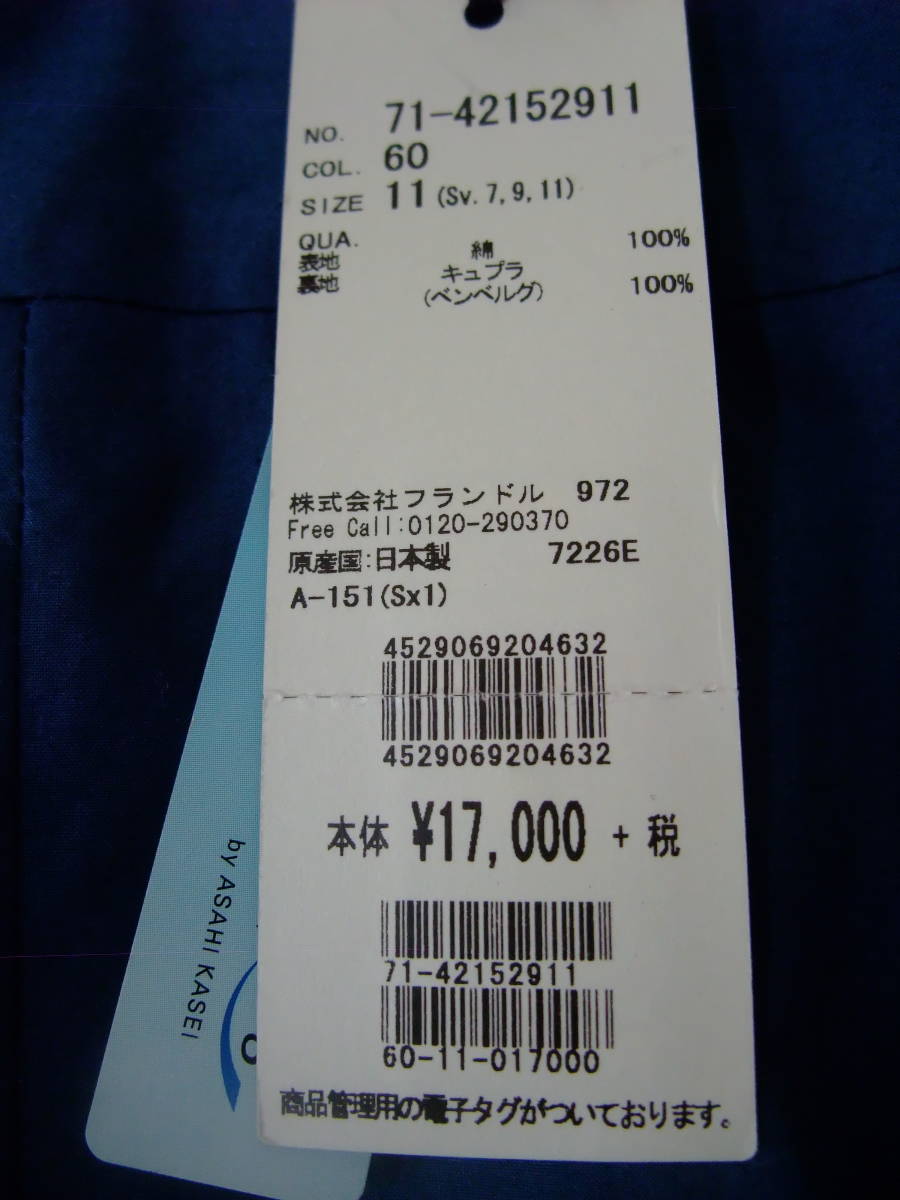 NO. 71-42152911
COL. 60
SIZE 11 (Sv. 7, 9, 11)
QUA.
表地 綿 100%
裏地 キュプラ 100%
(ベンベルグ)
株式会社フランドル 972
Free Call:0120-290370
原産国:日本製 7226E
A-151(Sx1)
4529069204632
4529069204632
本体 ¥17,000 + 税
71-42152911
60-11-017000
商品管理用の電子タグがついております。
by ASAHI KASEI